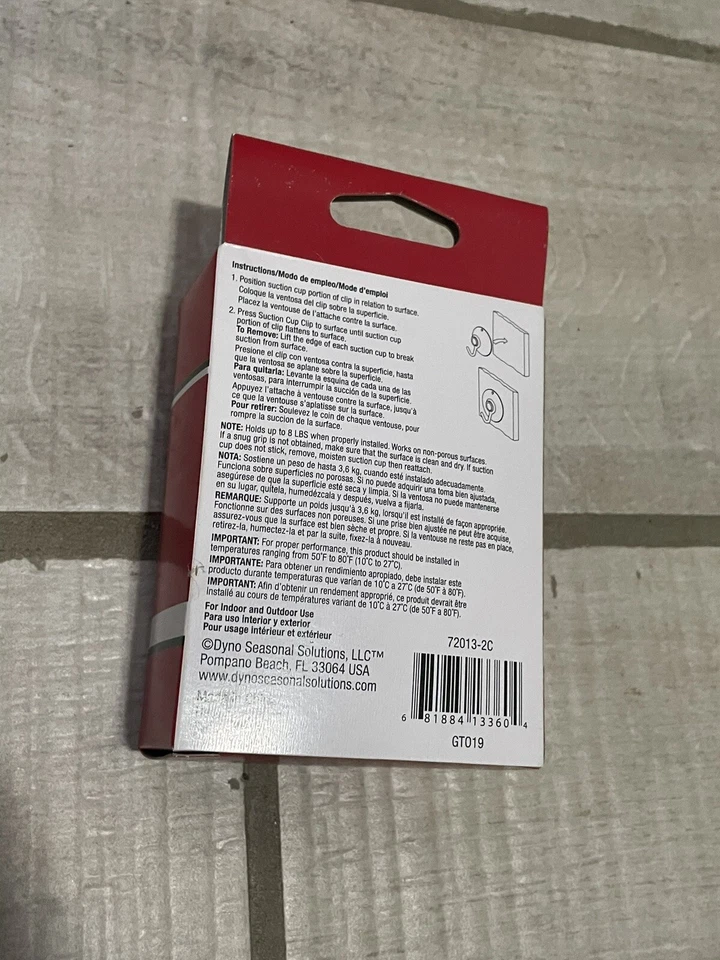 Instructions/Modo de empleo/Mode d'emploi
1. Position suction cup portion of clip in relation to surface.
Coloque la ventosa del clip sobre la superficie.
Placez la ventouse de l'attache contre la surface.
2. Press Suction Cup Clip to surface until suction cup
portion of clip flattens to surface.
To Remove: Lift the edge of each suction cup to break
suction from surface.
Presione el clip con ventosa contra la superficie, hasta
que la ventosa se aplane sobre la superficie.
Para quitarla: Levante la esquina de cada una de las
ventosas, para interrumpir la succión de la superficie.
Appuyez l'attache à ventouse contre la surface, jusqu'à
ce que la ventouse s'aplatisse sur la surface.
Pour retirer: Soulevez le coin de chaque ventouse, pour
rompre la succion de la surface.
NOTE: Holds up to 8 LBS when properly installed. Works on non-porous surfaces.
If a snug grip is not obtained, make sure that the surface is clean and dry. If suction
cup does not stick, remove, moisten suction cup then reattach.
NOTA: Sostiene un peso de hasta 3,6 kg, cuando esté instalado adecuadamente.
Funciona sobre superficies no porosas. Si no puede adquirir una toma bien ajustada,
asegúrese de que la superficie esté seca y limpia. Si la ventosa no puede mantenerse
en su lugar, quítela, humedézcala y después, vuelva a fijarla.
REMARQUE: Supporte un poids jusqu'à 3,6 kg, lorsqu'il est installé de façon appropriée.
Fonctionne sur des surfaces non poreuses. Si une prise bien ajustée ne peut être acquise,
assurez-vous que la surface est bien sèche et propre. Si la ventouse ne reste pas en place,
retirez-la, humectez-la et par la suite, fixez-la à nouveau.
IMPORTANT: For proper performance, this product should be installed in
temperatures ranging from 50˚F to 80˚F (10˚C to 27˚C).
IMPORTANTE: Para obtener un rendimiento apropiado, debe instalar este
producto durante temperaturas que varían de 10˚C a 27˚C (de 50˚F a 80˚F).
IMPORTANT: Afin d'obtenir un rendement approprié, ce produit devrait être
installé au cours de températures variant de 10˚C à 27˚C (de 50˚F à 80˚F).
For Indoor and Outdoor Use
Para uso interior y exterior
Pour usage intérieur et extérieur
©Dyno Seasonal Solutions, LLC™
Pompano Beach, FL 33064 USA
www.dynoseasonalsolutions.com
72013-2C
6 81884 13360 4
GT019